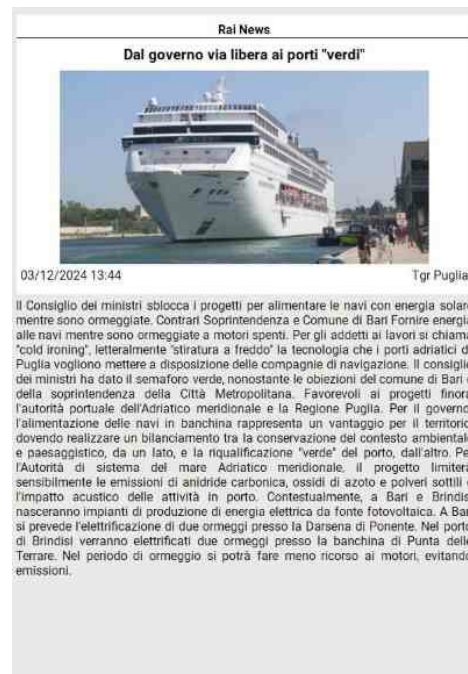 Rai News
Dal governo via libera ai porti "verdi"
03/12/2024 13:44
Tgr Puglia
Il Consiglio dei ministri sblocca i progetti per alimentare le navi con energia solare
mentre sono ormeggiate. Contrari Soprintendenza e Comune di Bari Fornire energia
alle navi mentre sono ormeggiate a motori spenti. Per gli addetti ai lavori si chiama
"cold ironing", letteralmente "stiratura a freddo" la tecnologia che i porti adriatici d
Puglia vogliono mettere a disposizione delle compagnie di navigazione. Il consiglio
dei ministri ha dato il semaforo verde, nonostante le obiezioni del comune di Bari
della soprintendenza della Città Metropolitana. Favorevoli ai progetti finora
l'autorità portuale dell'Adriatico meridionale e la Regione Puglia. Per il governo
l'alimentazione delle navi in banchina rappresenta un vantaggio per il territorio
dovendo realizzare un bilanciamento tra la conservazione del contesto ambientale
e paesaggistico, da un lato, e la riqualificazione "verde" del porto, dall'altro. Per
l'Autorità di sistema del mare Adriatico meridionale, il progetto limiterà
sensibilmente le emissioni di anidride carbonica, ossidi di azoto e polveri sottili e
l'impatto acustico delle attività in porto. Contestualmente, a Bari e Brindisi
nasceranno impianti di produzione di energia elettrica da fonte fotovoltaica. A Bari
si prevede l'elettrificazione di due ormeggi presso la Darsena di Ponente. Nel porto
di Brindisi verranno elettrificati due ormeggi presso la banchina di Punta delle
Terrare. Nel periodo di ormeggio si potrà fare meno ricorso ai motori, evitando
emissioni.